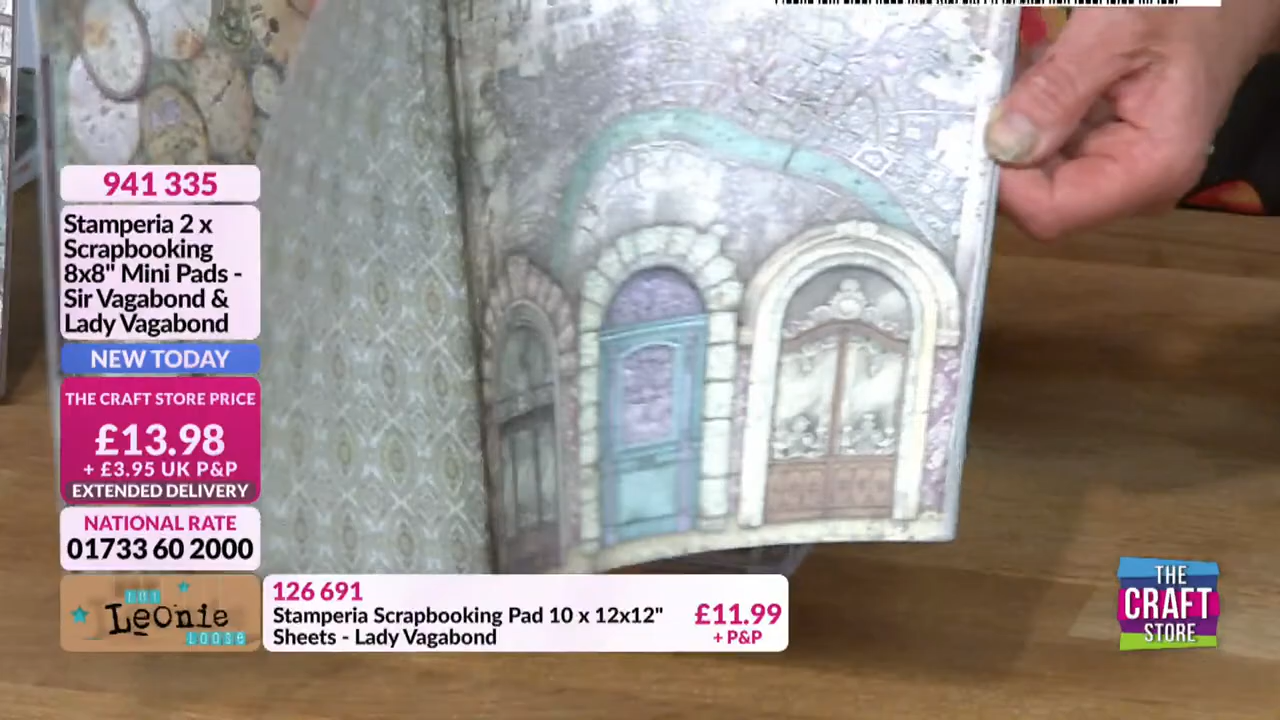 941 335
Stamperia 2 x
Scrapbooking
8x8" Mini Pads -
Sir Vagabond &
Lady Vagabond
NEW TODAY
THE CRAFT STORE PRICE
£13.98
+ £3.95 UK P&P
EXTENDED DELIVERY
NATIONAL RATE
01733 60 2000
LET
Leonie
LOOSE
126 691
Stamperia Scrapbooking Pad 10 x 12x12"
Sheets - Lady Vagabond
£11.99
+ P&P
THE
CRAFT
STORE